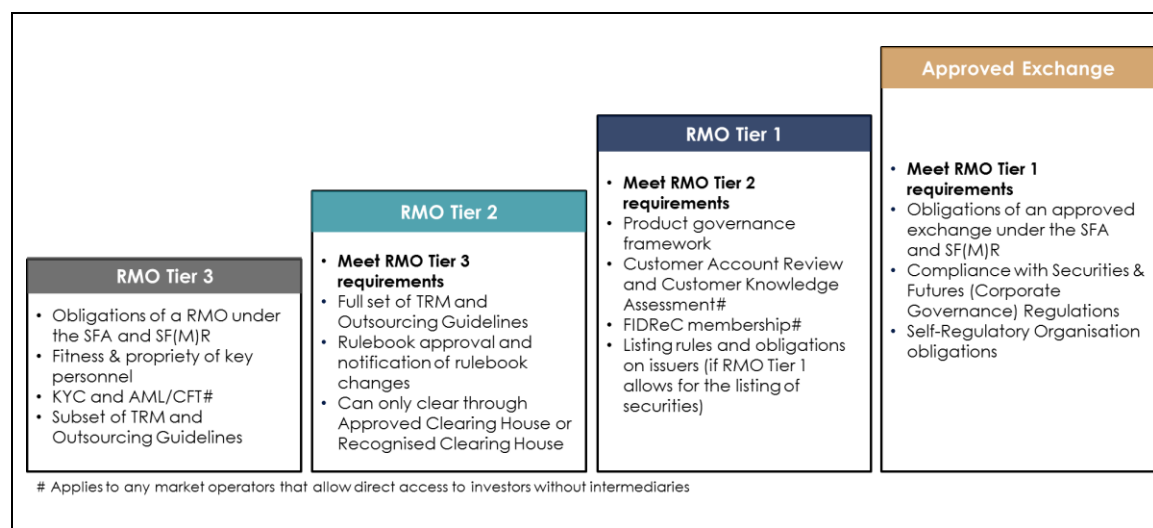 RMO Tier 3
• Obligations of a RMO under
the SFA and SF(M)R
• Fitness & propriety of key
personnel
• KYC and AML/CFT#
• Subset of TRM and
Outsourcing Guidelines
RMO Tier 2
• Meet RMO Tier 3
requirements
• Full set of TRM and
Outsourcing Guidelines
• Rulebook approval and
notification of rulebook
changes
• Can only clear through
Approved Clearing House or
Recognised Clearing House
RMO Tier 1
• Meet RMO Tier 2
requirements
• Product governance
framework
• Customer Account Review
and Customer Knowledge
Assessment#
• FIDReC membership#
• Listing rules and obligations
on issuers (if RMO Tier 1
allows for the listing of
securities)
Approved Exchange
• Meet RMO Tier 1
requirements
• Obligations of an approved
exchange under the SFA
and SF(M)R
• Compliance with Securities &
Futures (Corporate
Governance) Regulations
• Self-Regulatory Organisation
obligations
# Applies to any market operators that allow direct access to investors without intermediaries